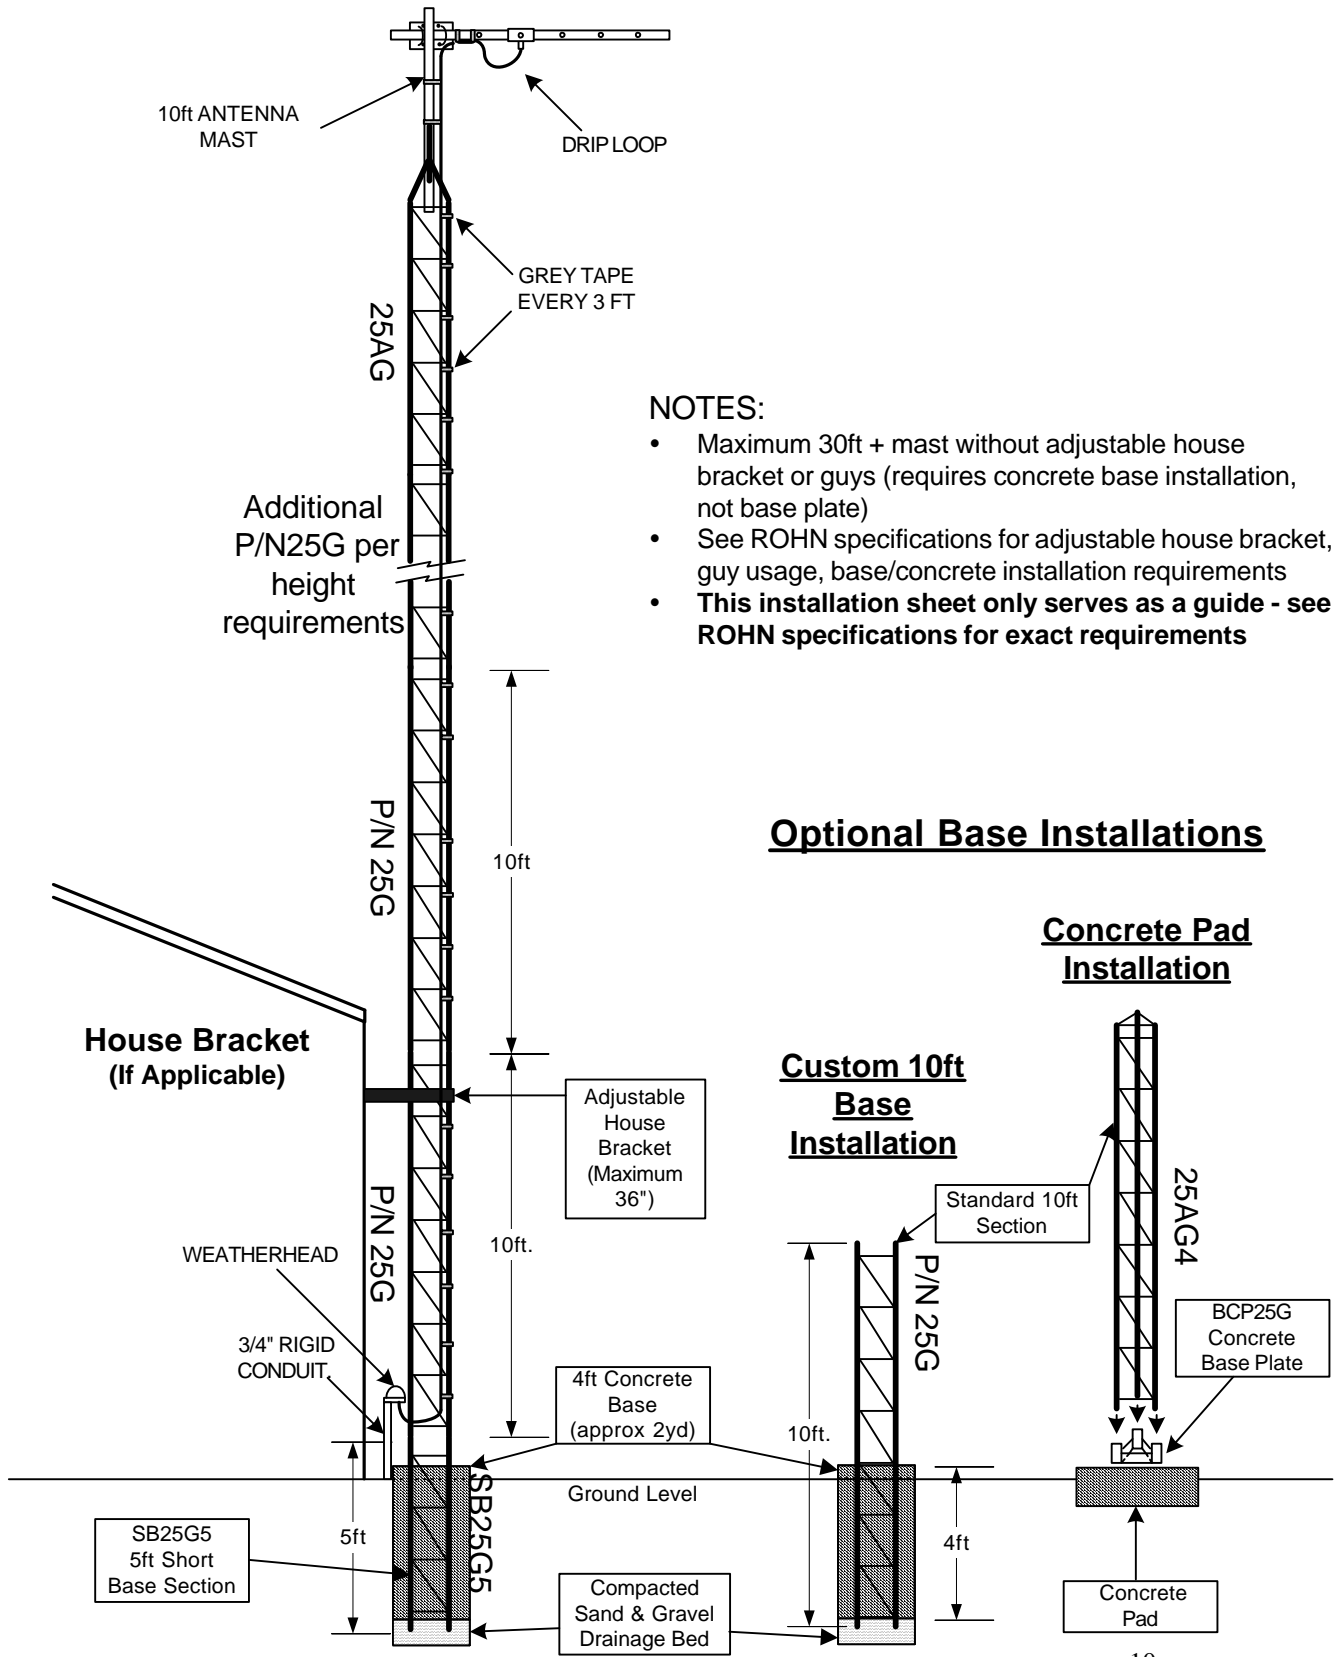 10ft ANTENNA
MAST
DRIP LOOP
GREY TAPE
EVERY 3 FT
25AG
NOTES:
• Maximum 30ft + mast without adjustable house
bracket or guys (requires concrete base installation,
not base plate)
• See ROHN specifications for adjustable house bracket,
guy usage, base/concrete installation requirements
• This installation sheet only serves as a guide - see
ROHN specifications for exact requirements
Additional
P/N25G per
height
requirements
P/N 25G
10ft
Optional Base Installations
Concrete Pad
Installation
House Bracket
(If Applicable)
Custom 10ft
Base
Installation
Adjustable
House
Bracket
(Maximum
36")
P/N 25G
10ft.
Standard 10ft
Section
25AG4
WEATHERHEAD
3/4" RIGID
CONDUIT.
P/N 25G
BCP25G
Concrete
Base Plate
4ft Concrete
Base
(approx 2yd)
10ft.
Ground Level
SB25G5
5ft
4ft
SB25G5
5ft Short
Base Section
Compacted
Sand & Gravel
Drainage Bed
Concrete
Pad